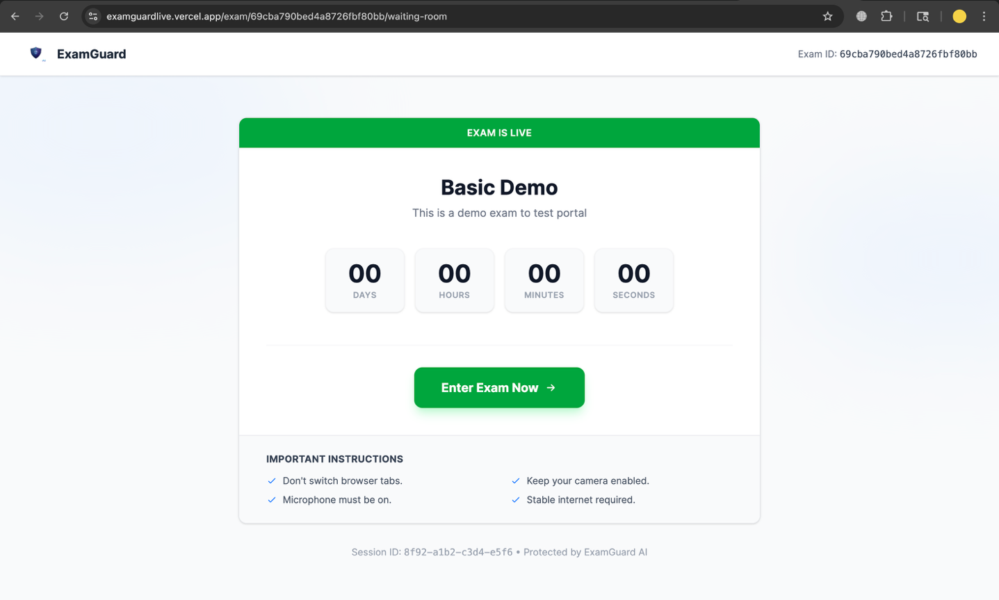 examguardlive.vercel.app/exam/69cba790bed4a8726fbf80bb/waiting-room
ExamGuard
Exam ID: 69cba790bed4a8726fbf80bb
EXAM IS LIVE
Basic Demo
This is a demo exam to test portal
00 00 00 00
DAYS HOURS MINUTES SECONDS
Enter Exam Now →
IMPORTANT INSTRUCTIONS
✓ Don't switch browser tabs. ✓ Keep your camera enabled.
✓ Microphone must be on. ✓ Stable internet required.
Session ID: 8f92-a1b2-c3d4-e5f6 • Protected by ExamGuard AI